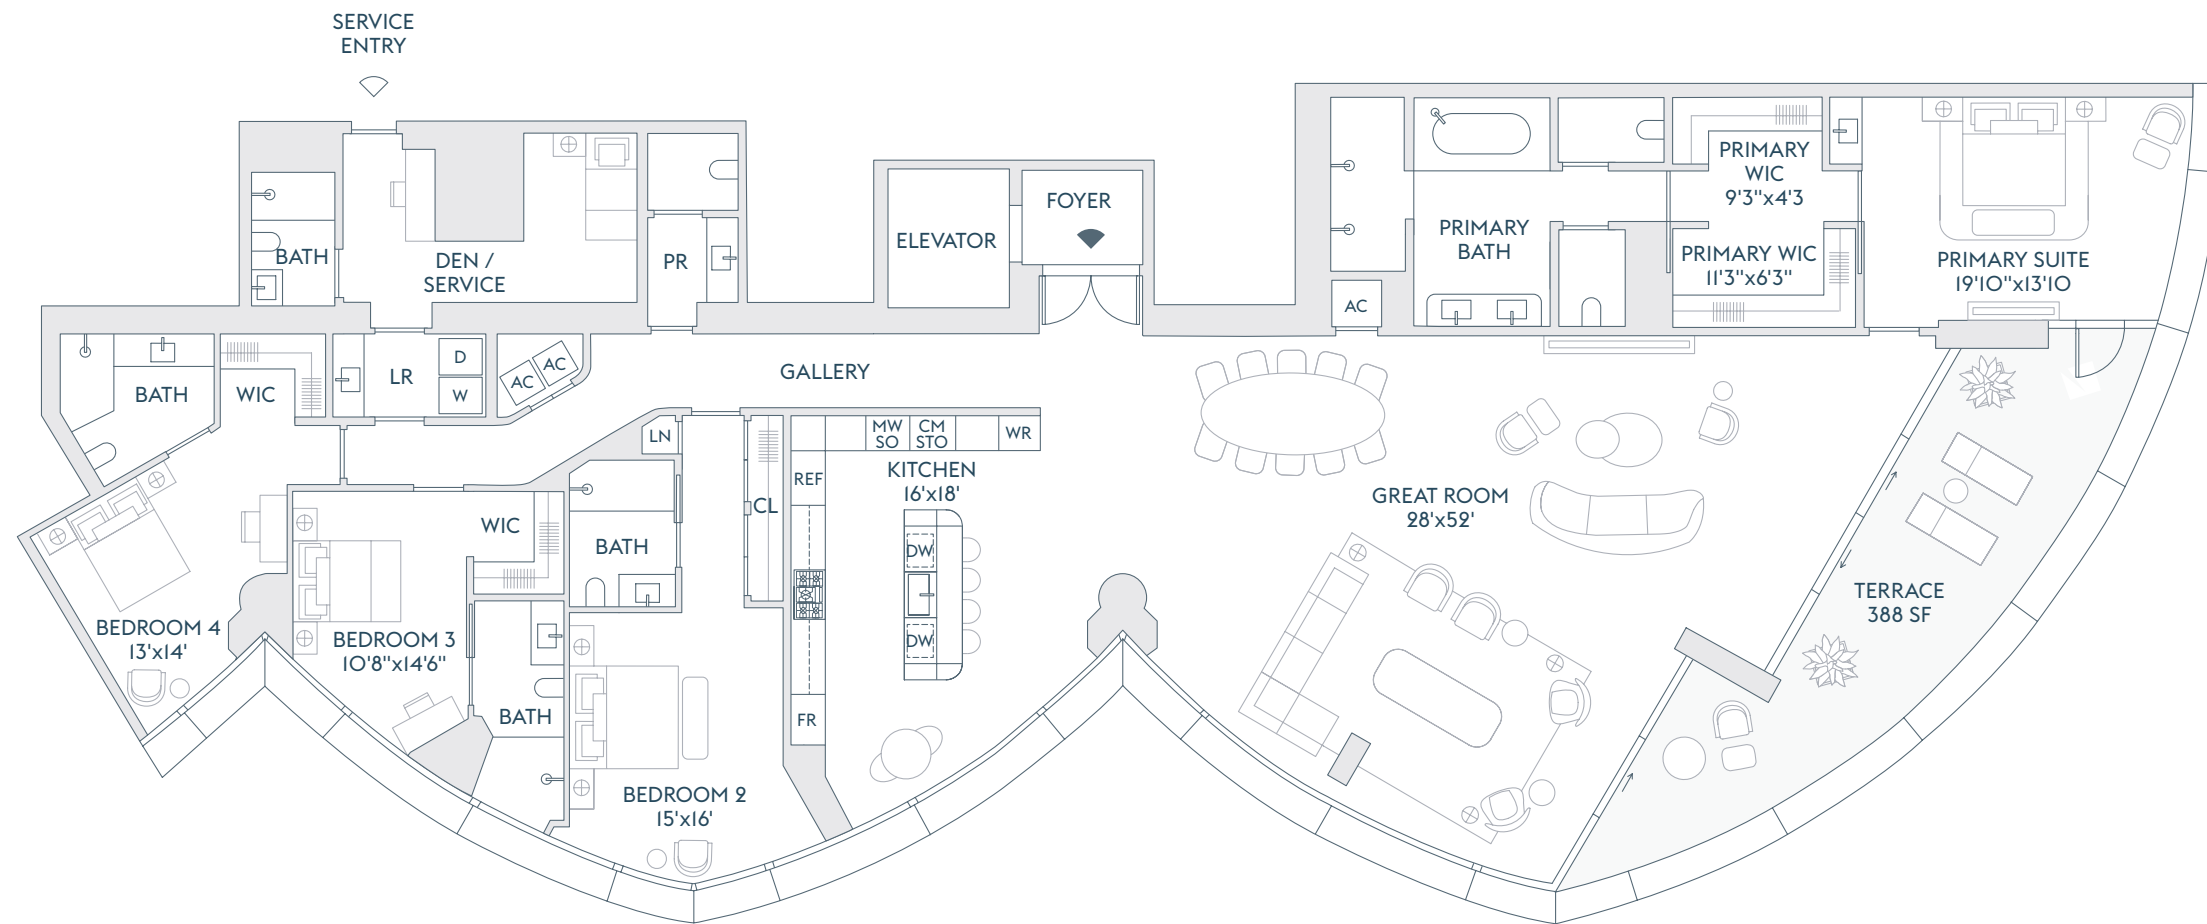 SERVICE
ENTRY
BATH
DEN /
SERVICE
PR
ELEVATOR
FOYER
PRIMARY
BATH
PRIMARY
WIC
9'3"x4'3
PRIMARY WIC
11'3"x6'3"
PRIMARY SUITE
19'10"x13'10
AC
BATH
WIC
LR
D
W
AC
AC
GALLERY
LN
CL
MW
SO
CM
STO
WR
REF
KITCHEN
16'x18'
GREAT ROOM
28'x52'
WIC
BATH
DW
DW
TERRACE
388 SF
BEDROOM 4
13'x14'
BEDROOM 3
10'8"x14'6"
BATH
FR
BEDROOM 2
15'x16'